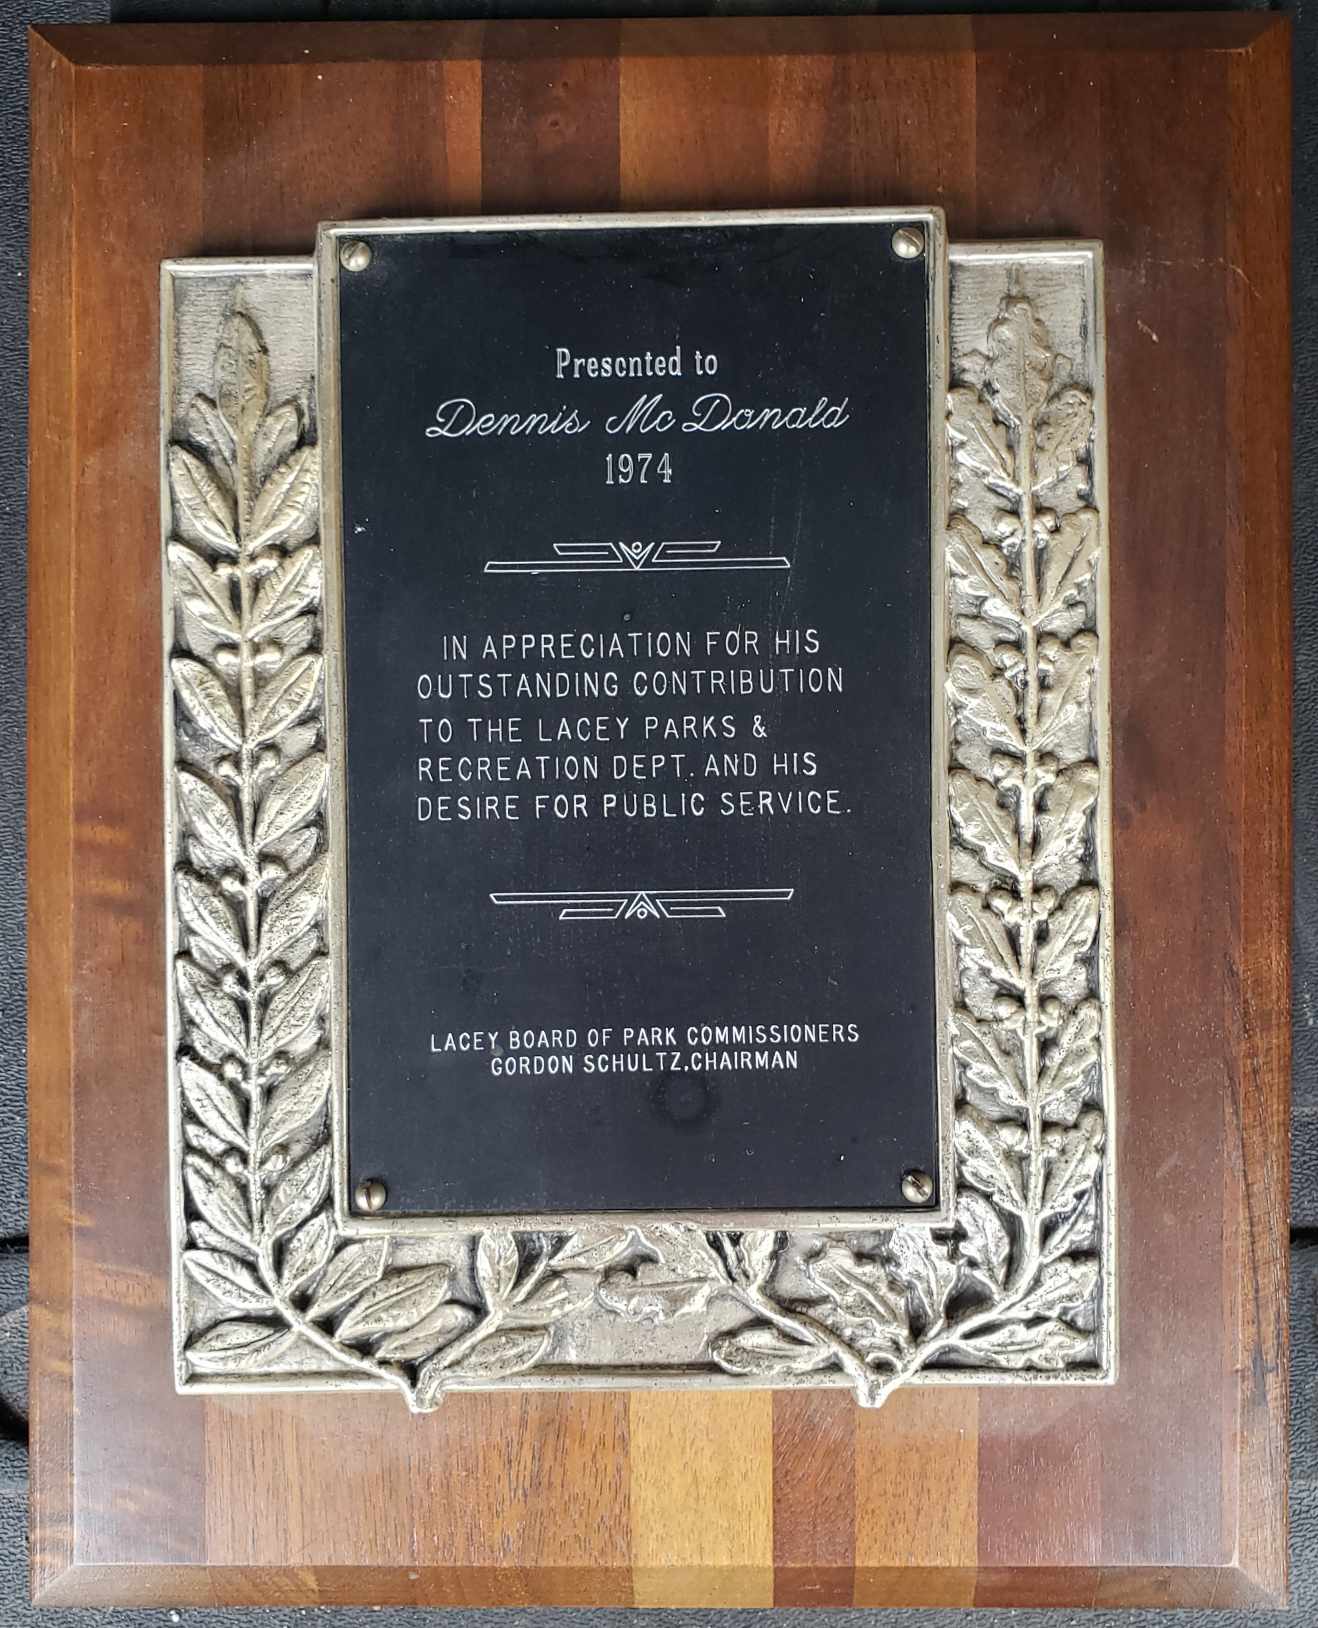 Presented to
Dennis McDonald
1974
IN APPRECIATION FOR HIS
OUTSTANDING CONTRIBUTION
TO THE LACEY PARKS &
RECREATION DEPT. AND HIS
DESIRE FOR PUBLIC SERVICE.
LACEY BOARD OF PARK COMMISSIONERS
GORDON SCHULTZ, CHAIRMAN